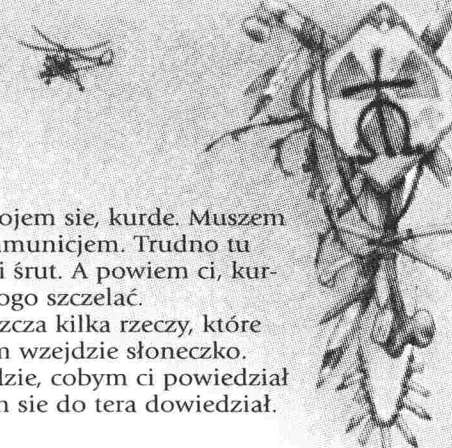 ojem sie, kurde. Muszem
municjem. Trudno tu
i śrut. A powiem ci, kur-
ogo szczelać.
zcza kilka rzeczy, które
n wzejdzie słoneczko.
dzie, cobym ci powiedział
n sie do tera dowiedział.